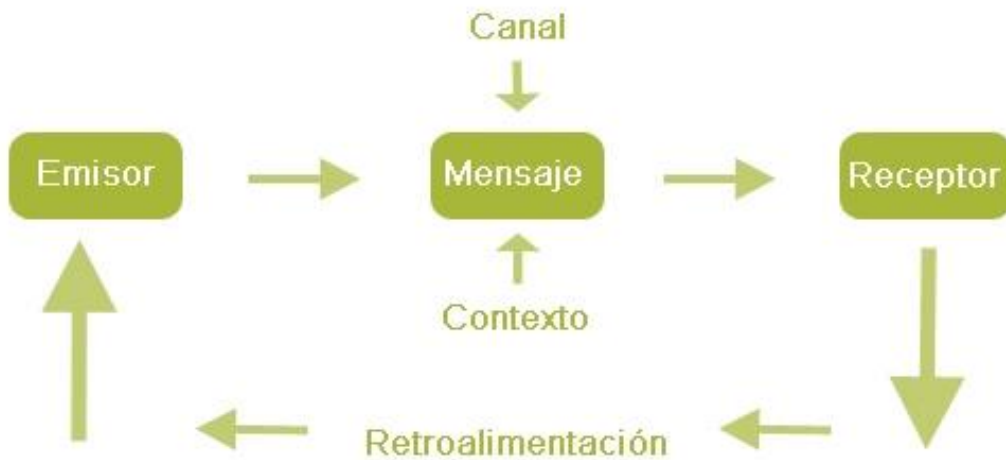 Canal
Emisor
Mensaje
Receptor
Contexto
Retroalimentación